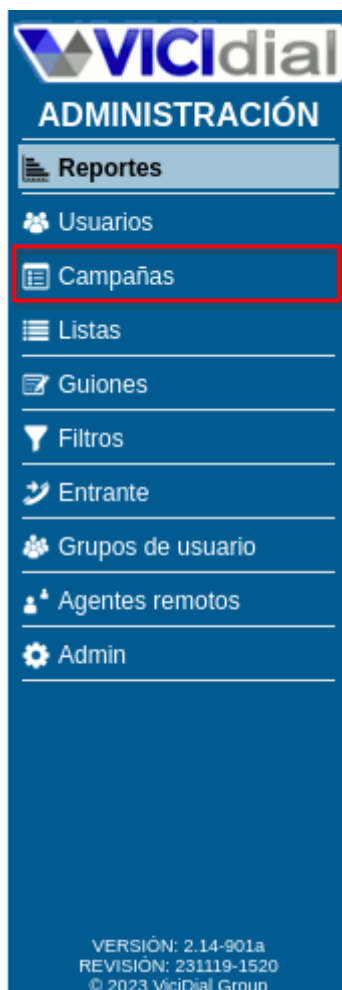 VICIdial
ADMINISTRACIÓN
Reportes
Usuarios
Campañas
Listas
Guiones
Filtros
Entrante
Grupos de usuario
Agentes remotos
Admin
VERSIÓN: 2.14-901a
REVISIÓN: 231119-1520
© 2023 ViciDial Group